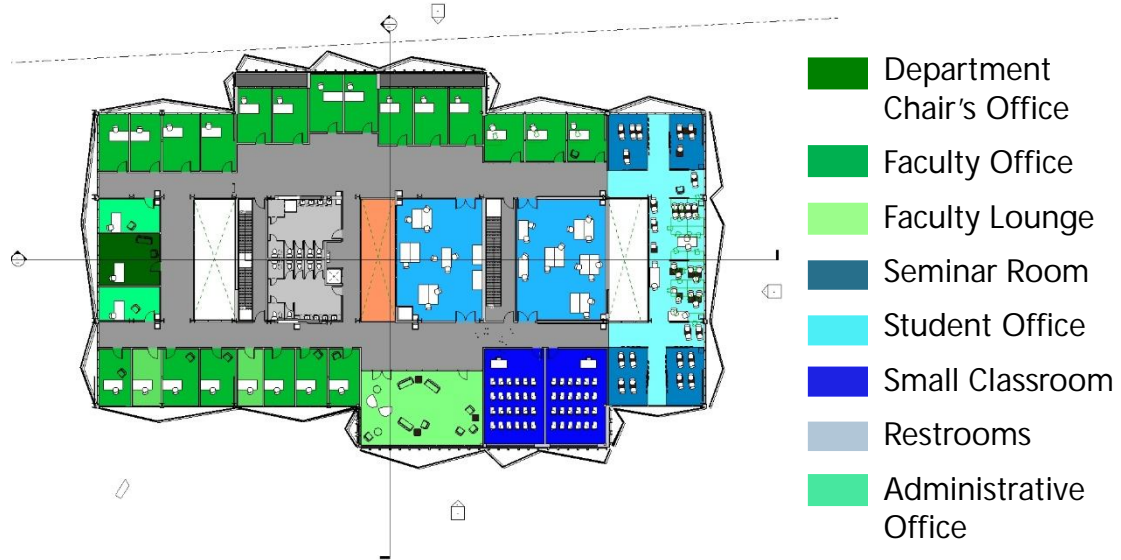 Department
Chair's Office
Faculty Office
Faculty Lounge
Seminar Room
Student Office
Small Classroom
Restrooms
Administrative
Office